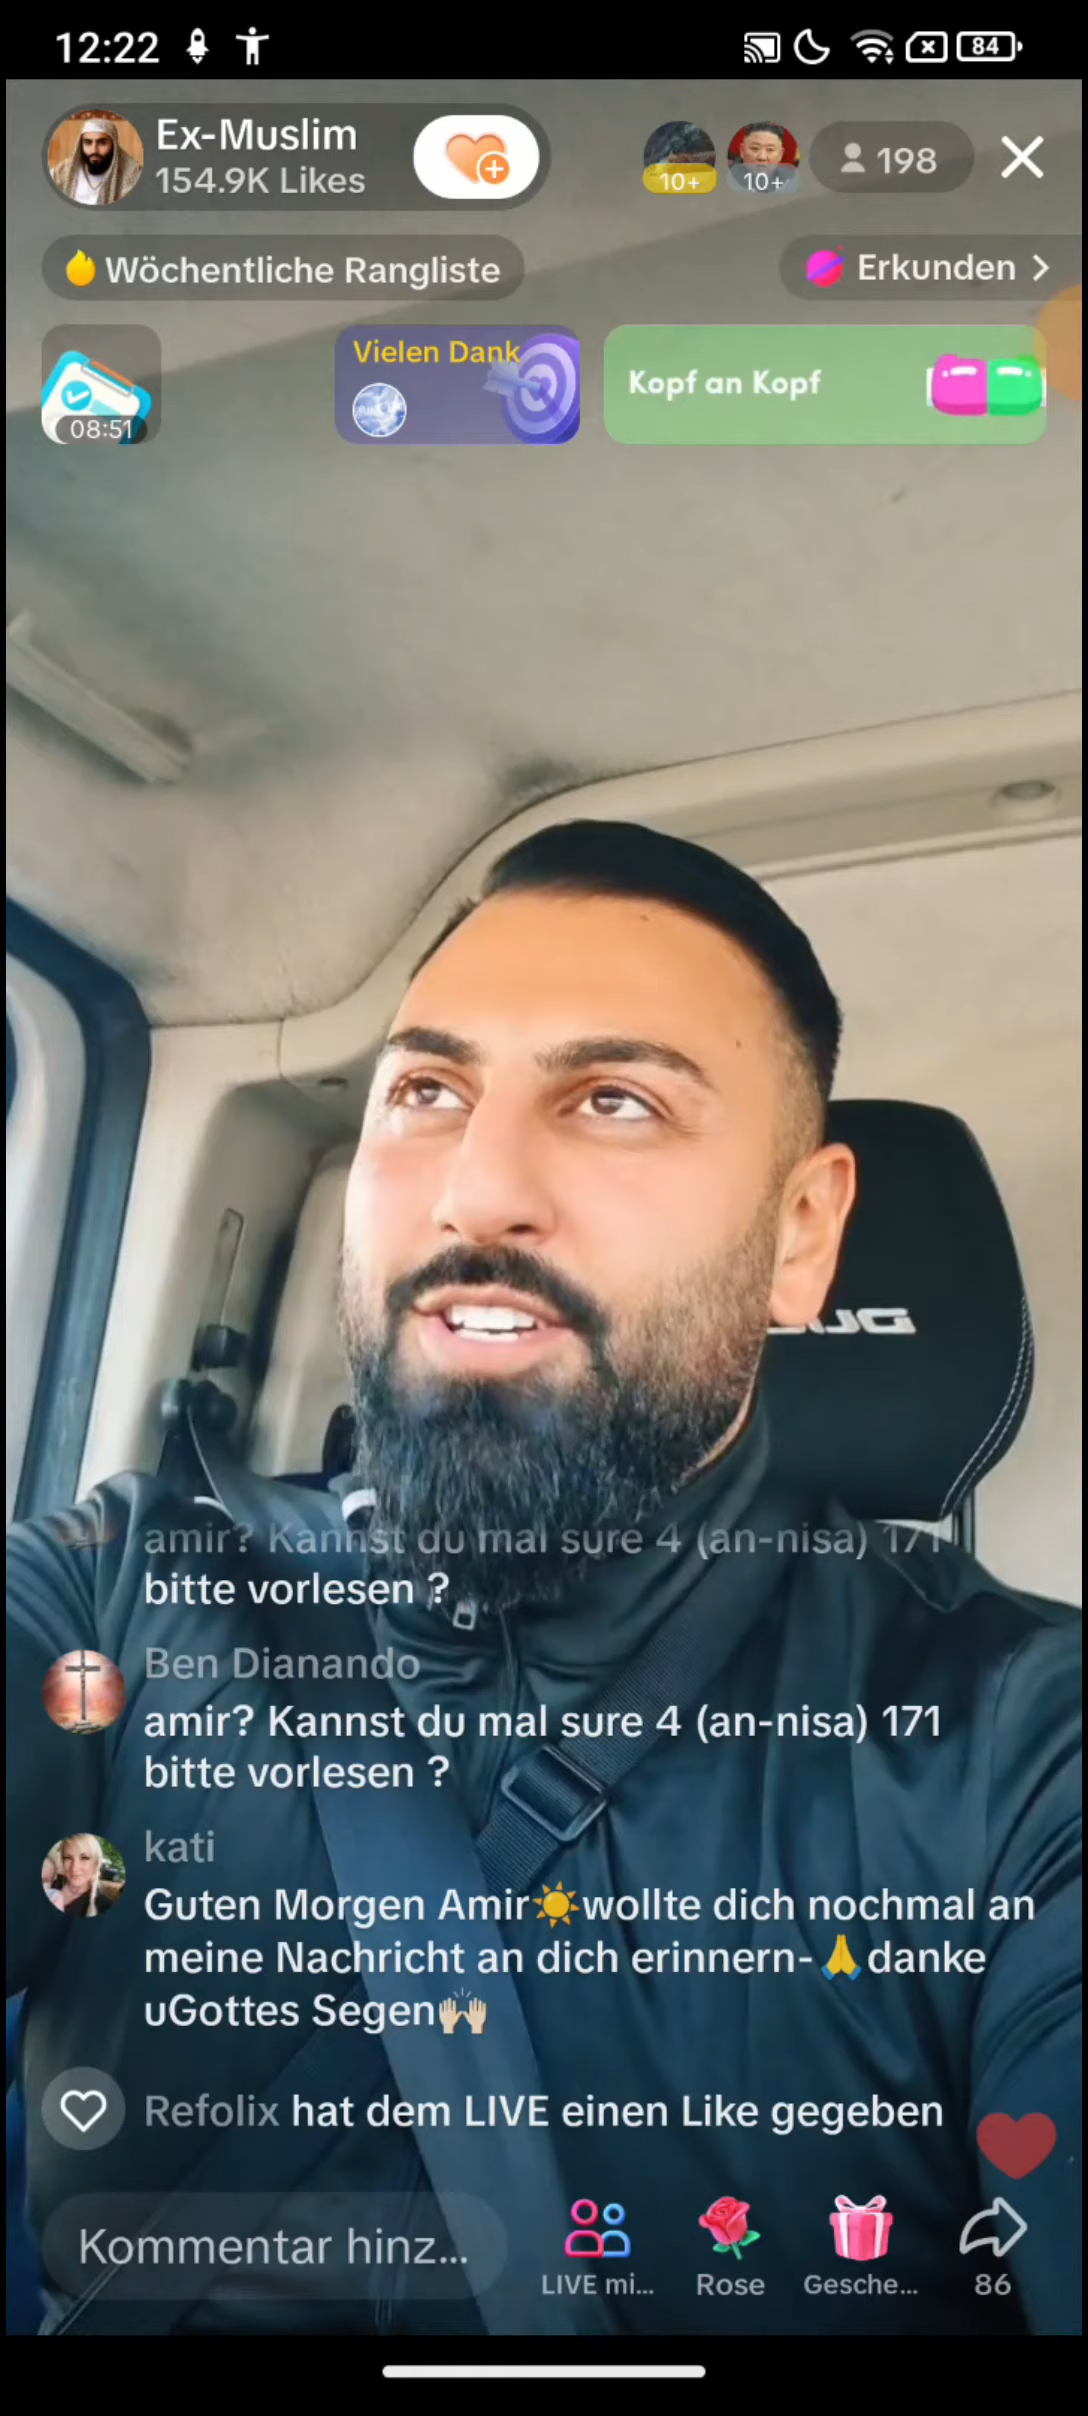 12:22
84
Ex-Muslim
154.9K Likes
10+
10+
198
Wöchentliche Rangliste
Erkunden >
Vielen Dank
Kopf an Kopf
08:51
amir? Kannst du mal sure 4 (an-nisa) 171
bitte vorlesen ?
Ben Dianando
amir? Kannst du mal sure 4 (an-nisa) 171
bitte vorlesen ?
kati
Guten Morgen Amir☀️wollte dich nochmal an
meine Nachricht an dich erinnern-🙏danke
uGottes Segen🙌🏼
Refolix hat dem LIVE einen Like gegeben
Kommentar hinz...
LIVE mi...
Rose
Gesche...
86